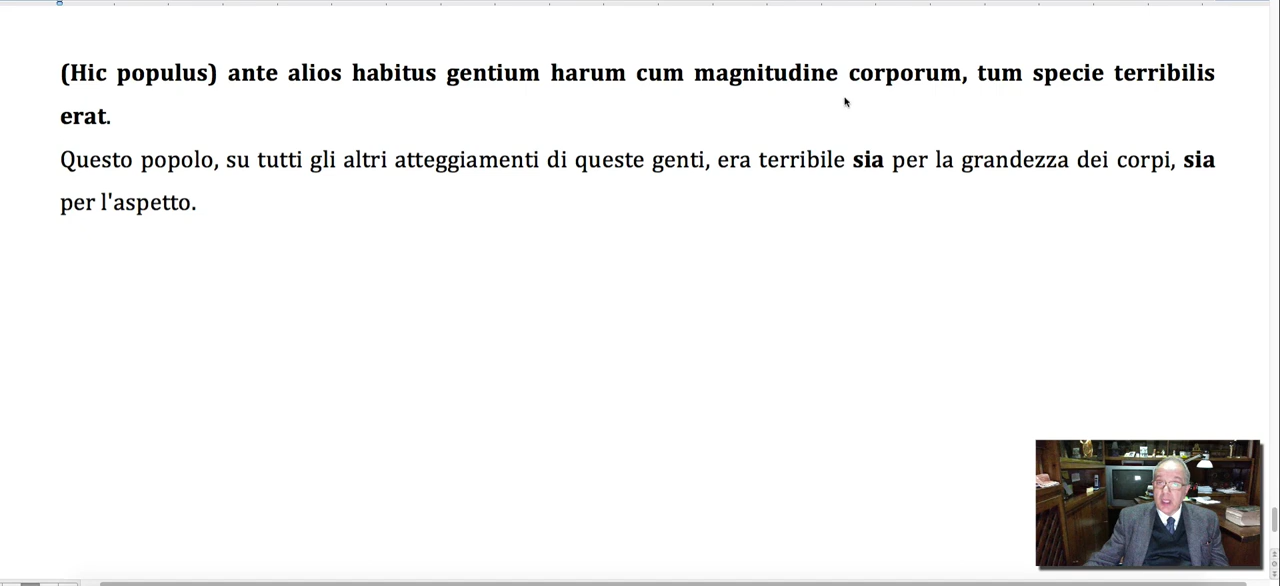 (Hic populus) ante alios habitus gentium harum cum magnitudine corporum, tum specie terribilis
erat.
Questo popolo, su tutti gli altri atteggiamenti di queste genti, era terribile sia per la grandezza dei corpi, sia
per l'aspetto.